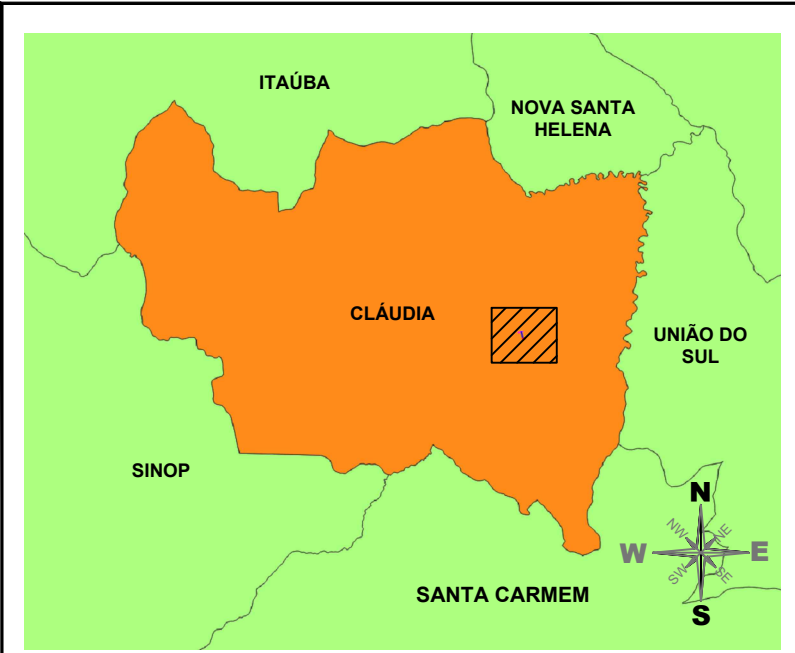 ITAÚBA
NOVA SANTA
HELENA
CLÁUDIA
UNIÃO DO
SUL
SINOP
N
NW
NE
W
E
SW
SE
S
SANTA CARMEM